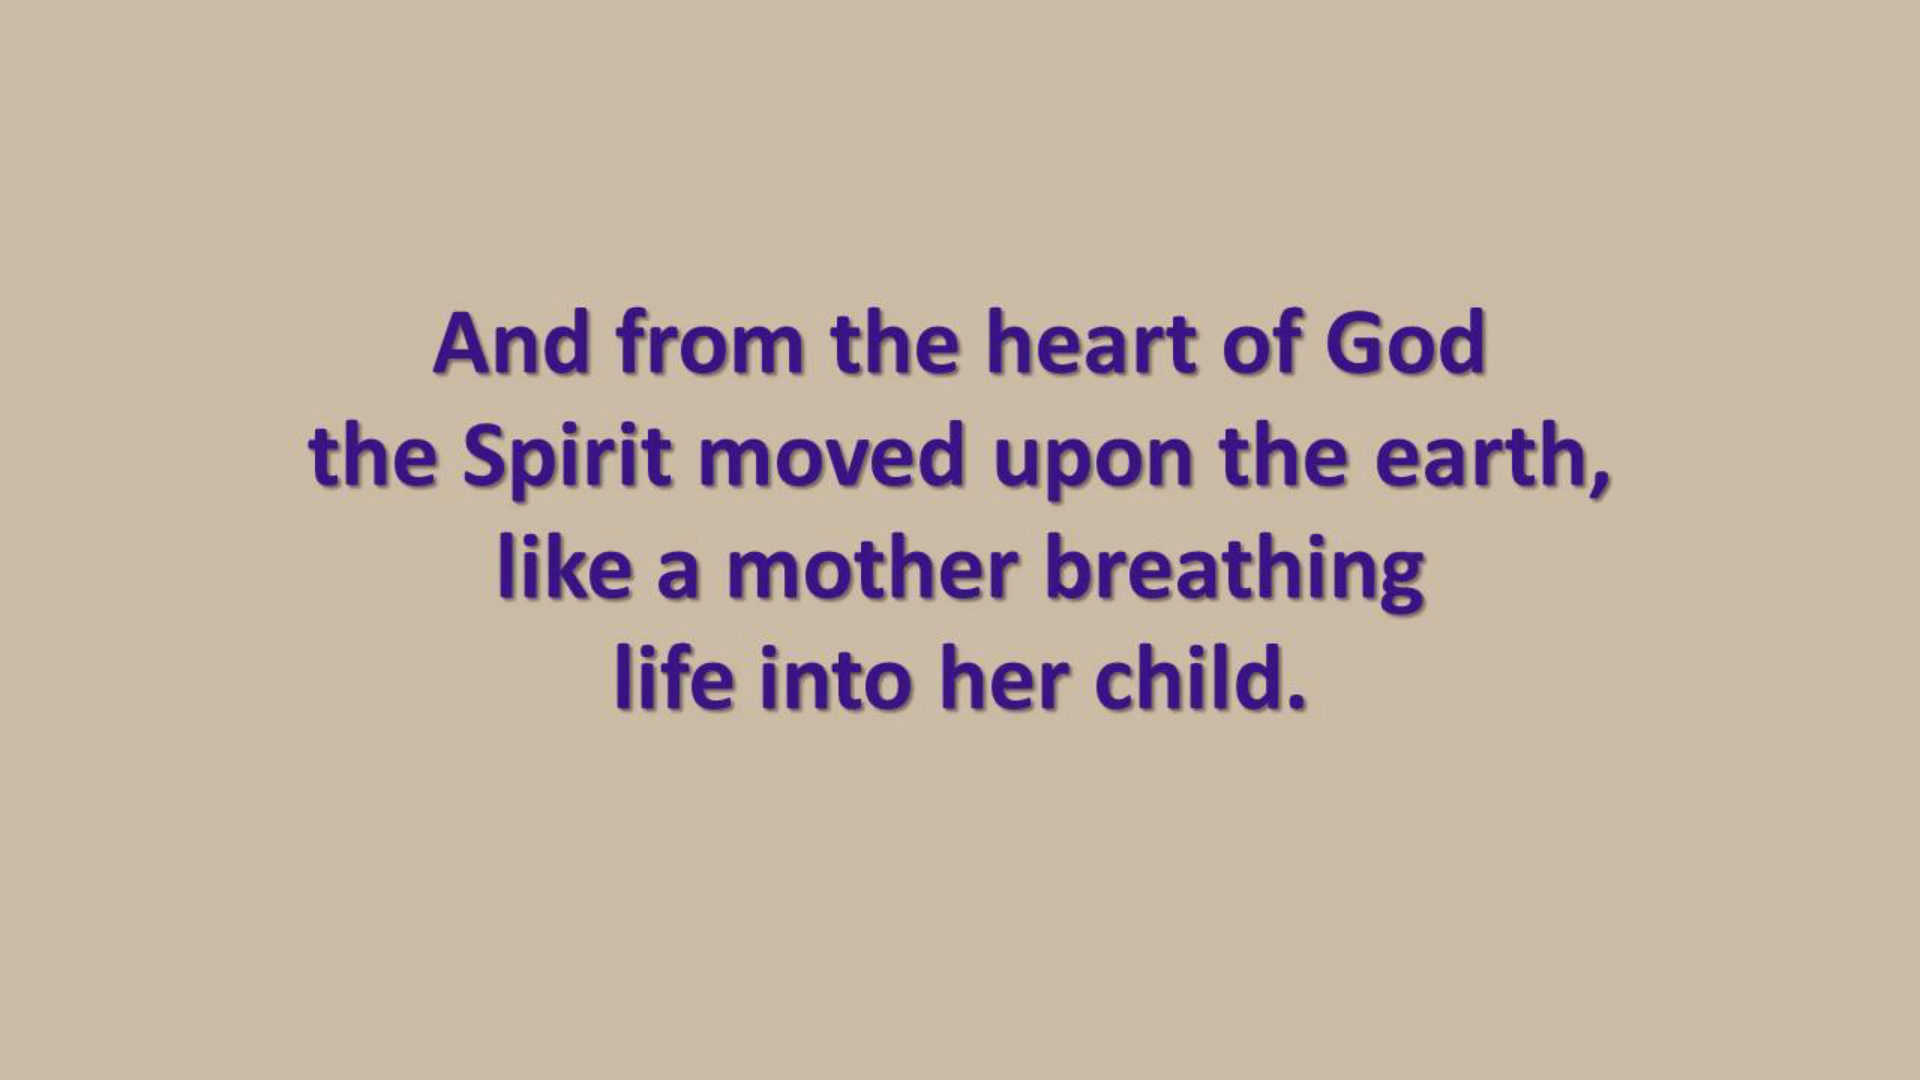 And from the heart of God
the Spirit moved upon the earth,
like a mother breathing
life into her child.